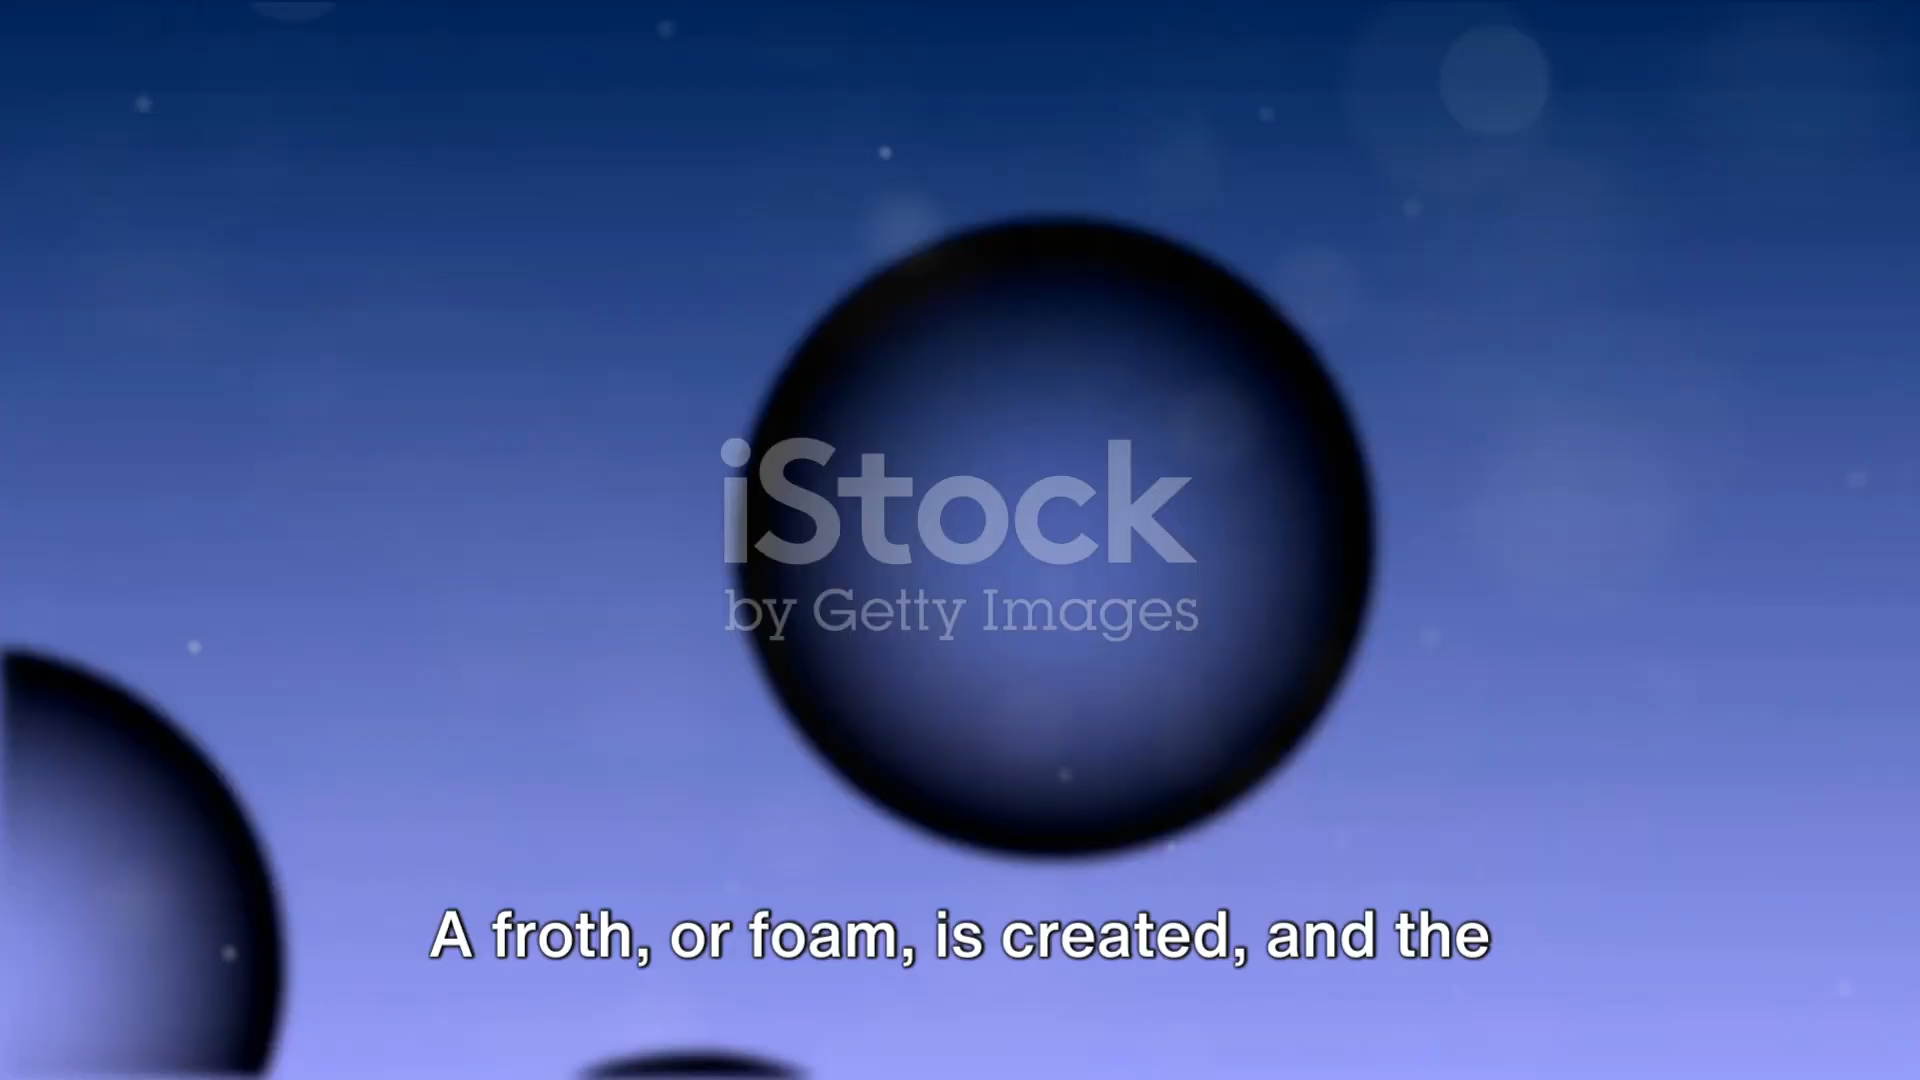 iStock
by Getty Images
A froth, or foam, is created, and the